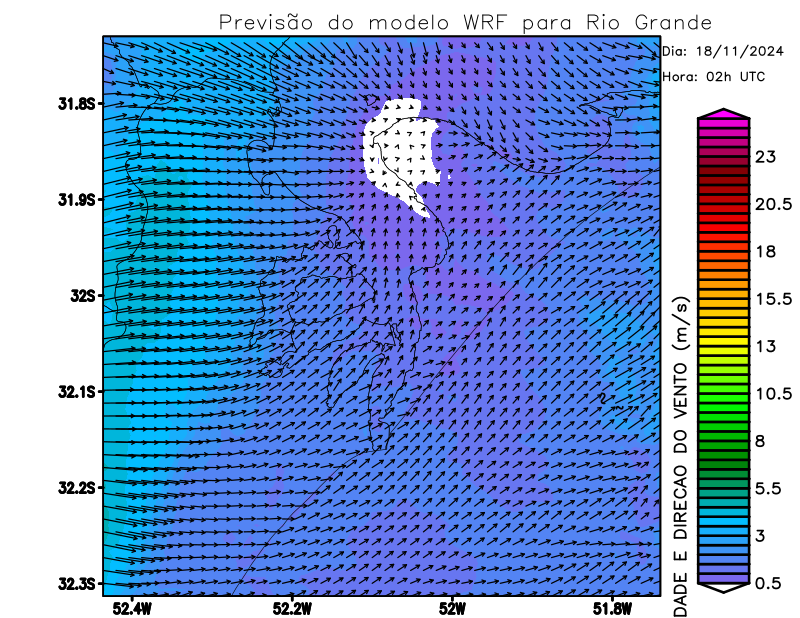 Previsão do modelo WRF para Rio Grande
Dia: 18/11/2024
Hora: 02h UTC
31.8S
31.9S
32S
32.1S
32.2S
32.3S
52.4W
52.2W
52W
51.8W
23
20.5
18
15.5
13
10.5
8
5.5
3
0.5
DADE E DIRECAO DO VENTO (m/s)